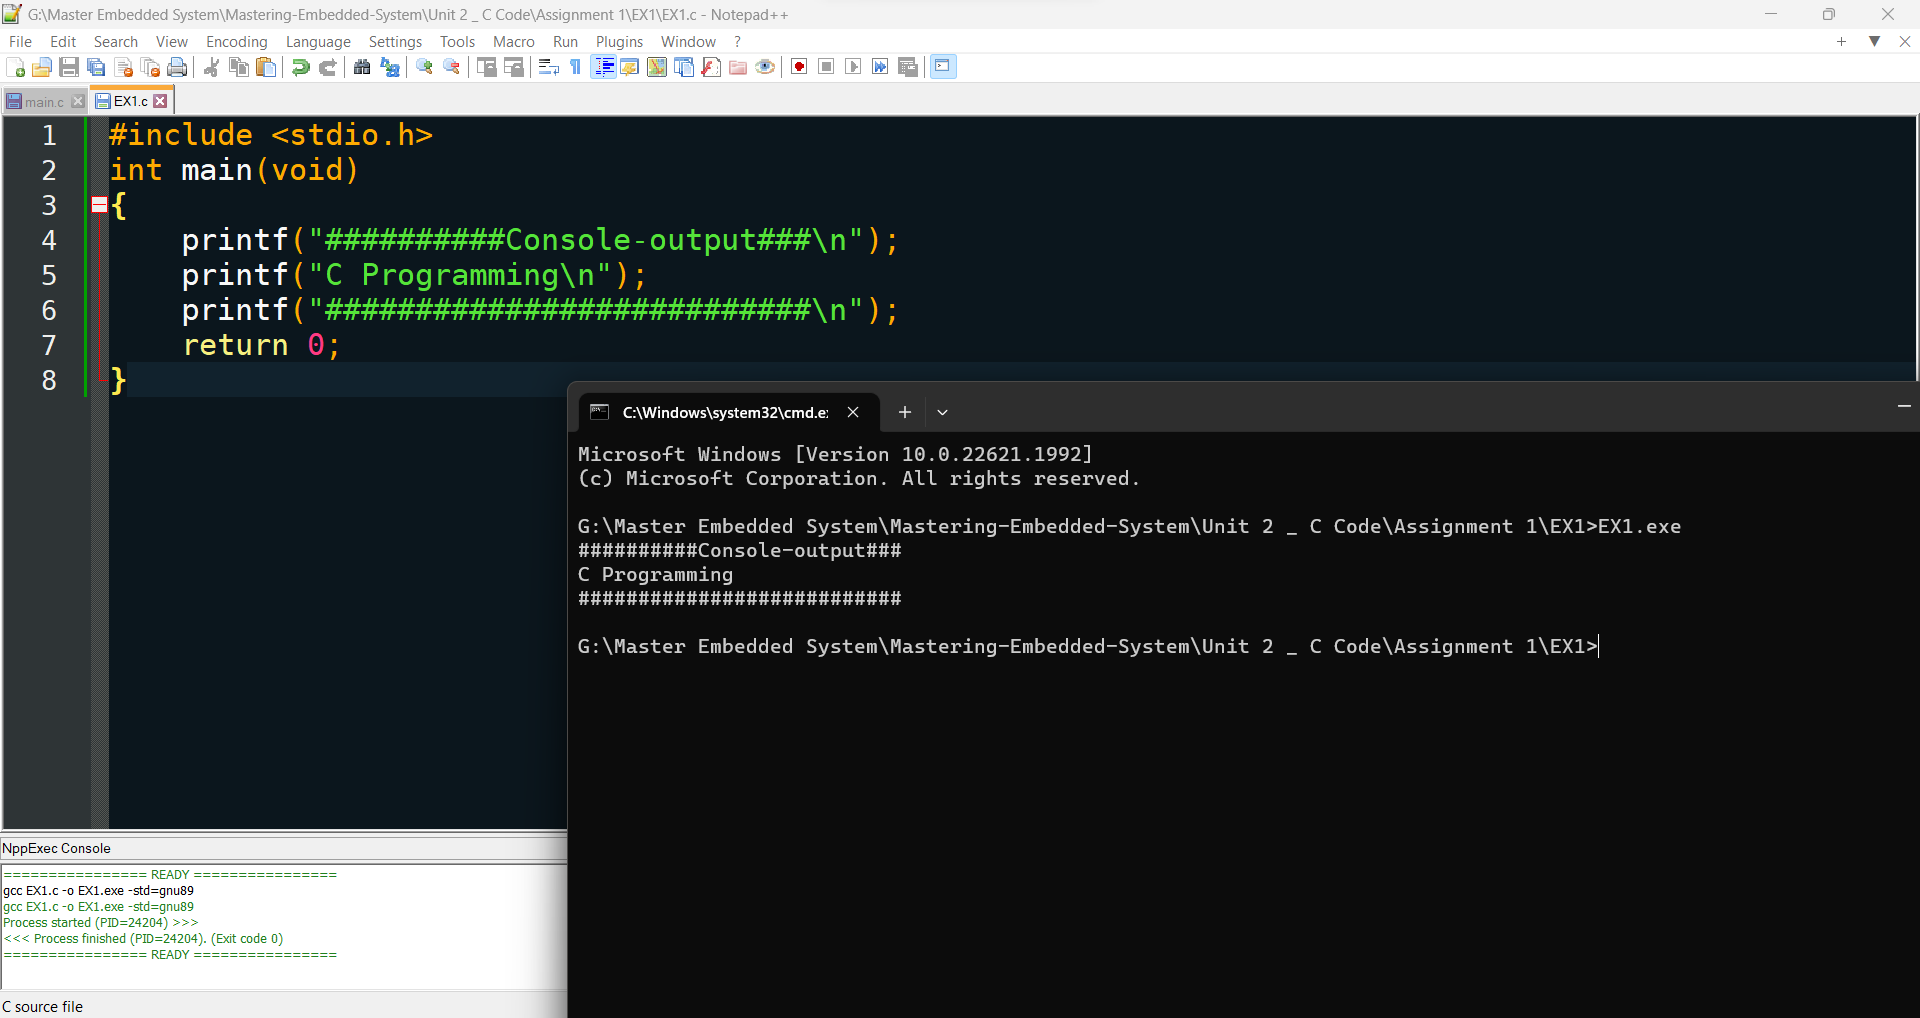 G:\Master Embedded System\Mastering-Embedded-System\Unit 2 _ C Code\Assignment 1\EX1\EX1.c - Notepad++
File Edit Search View Encoding Language Settings Tools Macro Run Plugins Window ?
main.c EX1.c
1 #include <stdio.h>
2 int main(void)
3 {
4 printf("##########Console-output###\n");
5 printf("C Programming\n");
6 printf("###########################\n");
7 return 0;
8 }
C:\Windows\system32\cmd.e
Microsoft Windows [Version 10.0.22621.1992]
(c) Microsoft Corporation. All rights reserved.
G:\Master Embedded System\Mastering-Embedded-System\Unit 2 _ C Code\Assignment 1\EX1>EX1.exe
##########Console-output###
C Programming
###########################
G:\Master Embedded System\Mastering-Embedded-System\Unit 2 _ C Code\Assignment 1\EX1>
NppExec Console
================ READY ================
gcc EX1.c -o EX1.exe -std=gnu89
gcc EX1.c -o EX1.exe -std=gnu89
Process started (PID=24204) >>>
<<< Process finished (PID=24204). (Exit code 0)
================ READY ================
C source file